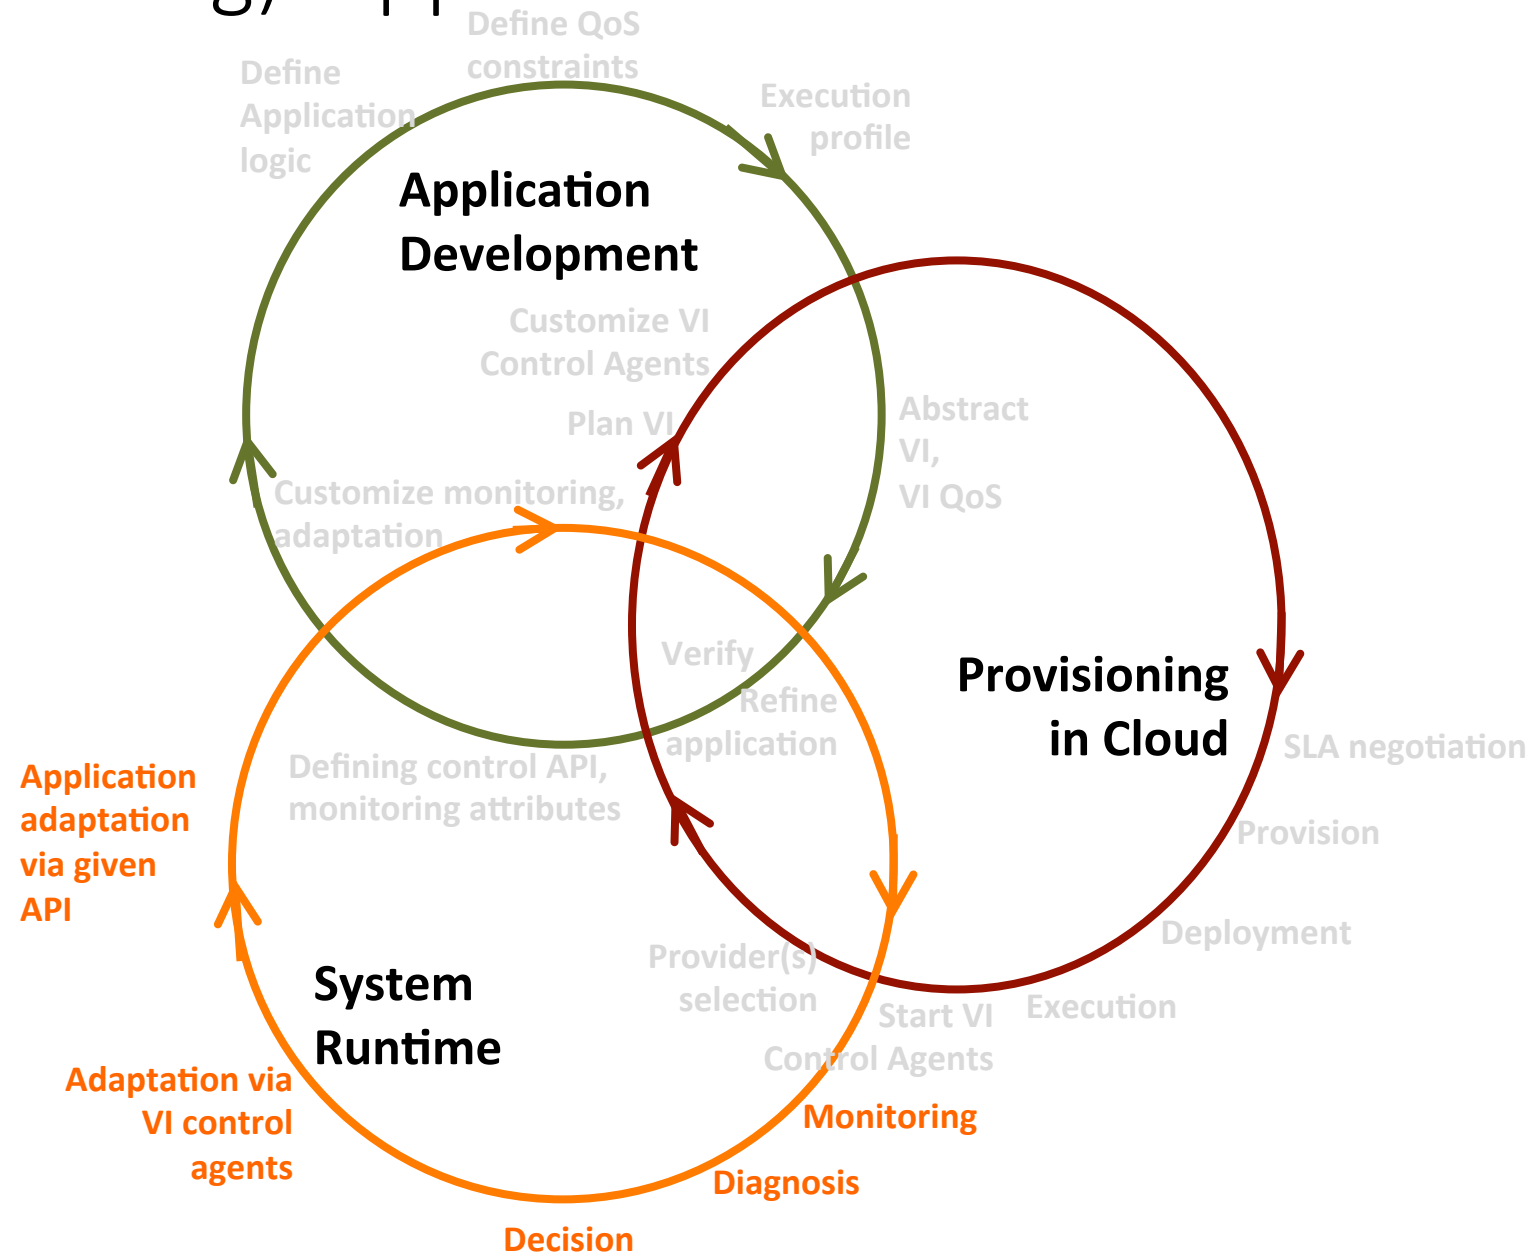 Define QoS
constraints
Define
Application
logic
Execution
profile
Application
Development
Customize VI
Control Agents
Plan VI
Abstract
VI,
VI QoS
Customize monitoring,
adaptation
Verify
Refine
application
Provisioning
in Cloud
SLA negotiation
Defining control API,
monitoring attributes
Application
adaptation
via given
API
Provision
Deployment
Provider(s)
selection
Execution
Start VI
Control Agents
System
Runtime
Adaptation via
VI control
agents
Monitoring
Diagnosis
Decision